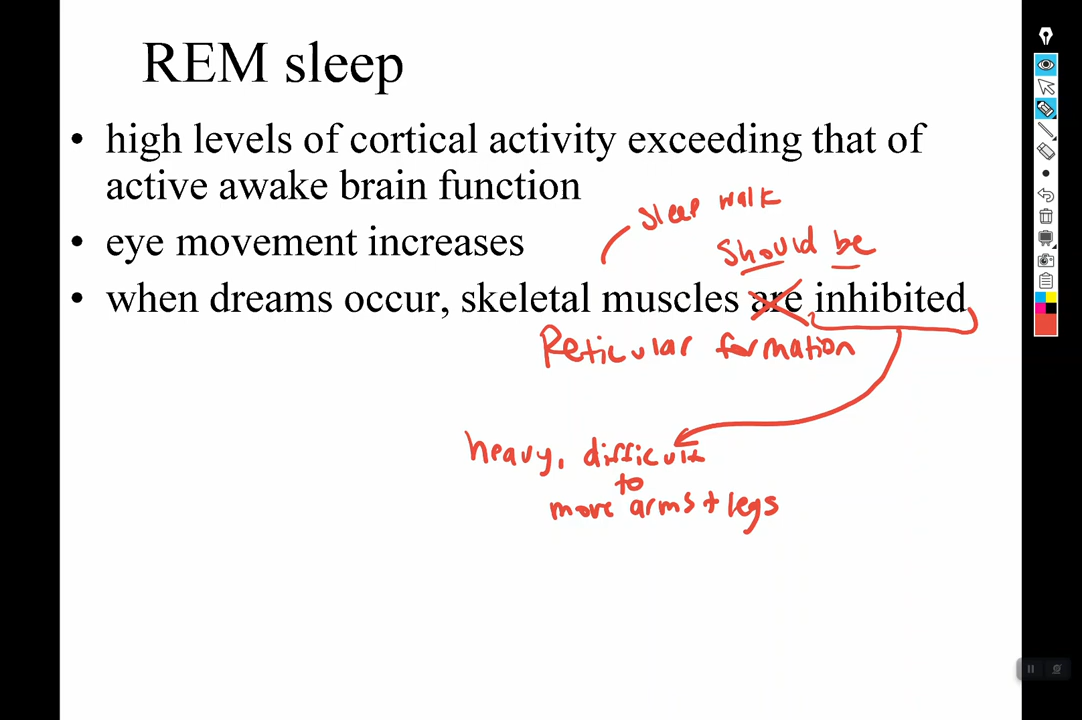 REM sleep
• high levels of cortical activity exceeding that of
active awake brain function
sleep walk
• eye movement increases
should be
• when dreams occur, skeletal muscles are inhibited
Reticular formation
heavy, difficult
to
move arms + legs